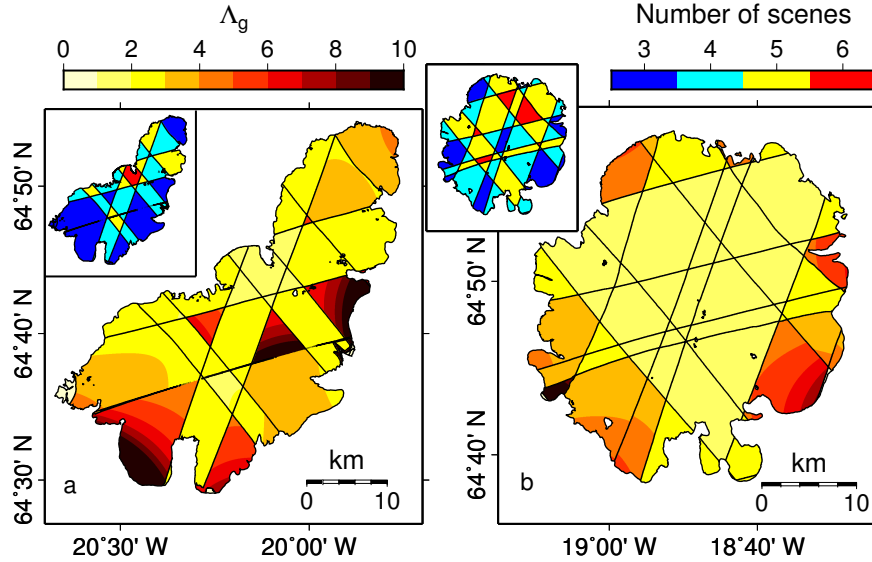 Λg
0 2 4 6 8 10
Number of scenes
3 4 5 6
64°50' N
64°40' N
64°30' N
a
km
0 10
20°30' W 20°00' W
64°50' N
64°40' N
b
km
0 10
19°00' W 18°40' W